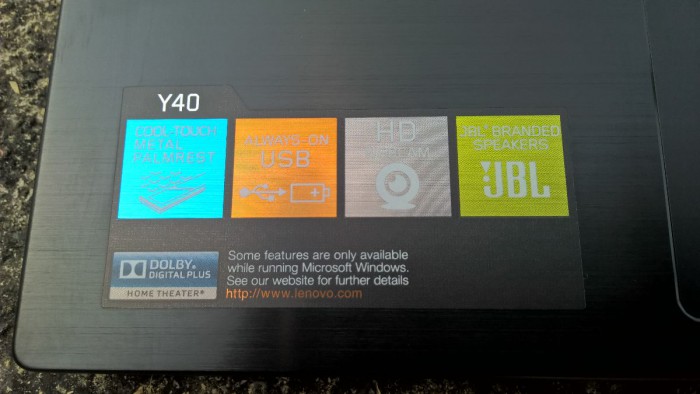 Y40
COOL-TOUCH
METAL
PALMREST
ALWAYS-ON
USB
HD
WEBCAM
JBL® BRANDED
SPEAKERS
JBL
DOLBY®
DIGITAL PLUS
HOME THEATER®
Some features are only available
while running Microsoft Windows.
See our website for further details
http://www.lenovo.com